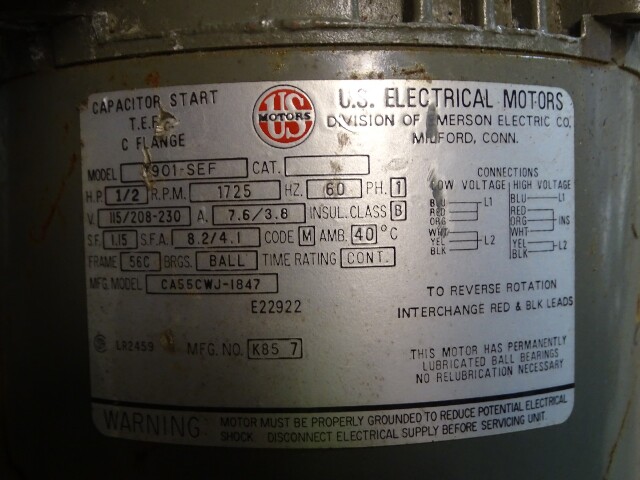 CAPACITOR START
T.E.F.
C FLANGE
US MOTORS
U.S. ELECTRICAL MOTORS
DIVISION OF EMERSON ELECTRIC CO.
MILFORD, CONN.
MODEL 901-SEF CAT.
H.P. 1/2 R.P.M. 1725 HZ. 60 PH. 1
V. 115/208-230 A. 7.6/3.8 INSUL. CLASS B
S.F. 1.15 S.F.A. 8.2/4.1 CODE M AMB. 40 °C
FRAME 56C BRGS. BALL TIME RATING CONT.
MFG. MODEL CA55CWJ-1847
E22922
LR2459 MFG. NO. K85 7
CONNECTIONS
LOW VOLTAGE HIGH VOLTAGE
BLU L1 BLU L1
RED RED
ORG ORG INS
WHT WHT
YEL L2 YEL L2
BLK BLK
TO REVERSE ROTATION
INTERCHANGE RED & BLK LEADS
THIS MOTOR HAS PERMANENTLY
LUBRICATED BALL BEARINGS
NO RELUBRICATION NECESSARY
WARNING: MOTOR MUST BE PROPERLY GROUNDED TO REDUCE POTENTIAL ELECTRICAL
SHOCK. DISCONNECT ELECTRICAL SUPPLY BEFORE SERVICING UNIT